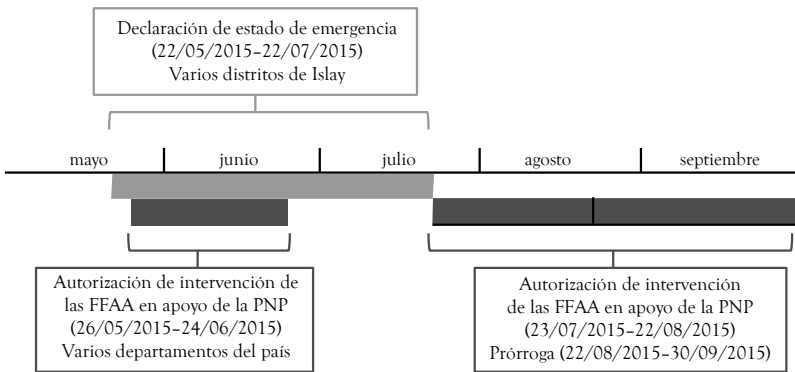 Declaración de estado de emergencia
(22/05/2015-22/07/2015)
Varios distritos de Islay
mayo junio julio agosto septiembre
Autorización de intervención de
las FFAA en apoyo de la PNP
(26/05/2015-24/06/2015)
Varios departamentos del país
Autorización de intervención
de las FFAA en apoyo de la PNP
(23/07/2015-22/08/2015)
Prórroga (22/08/2015-30/09/2015)